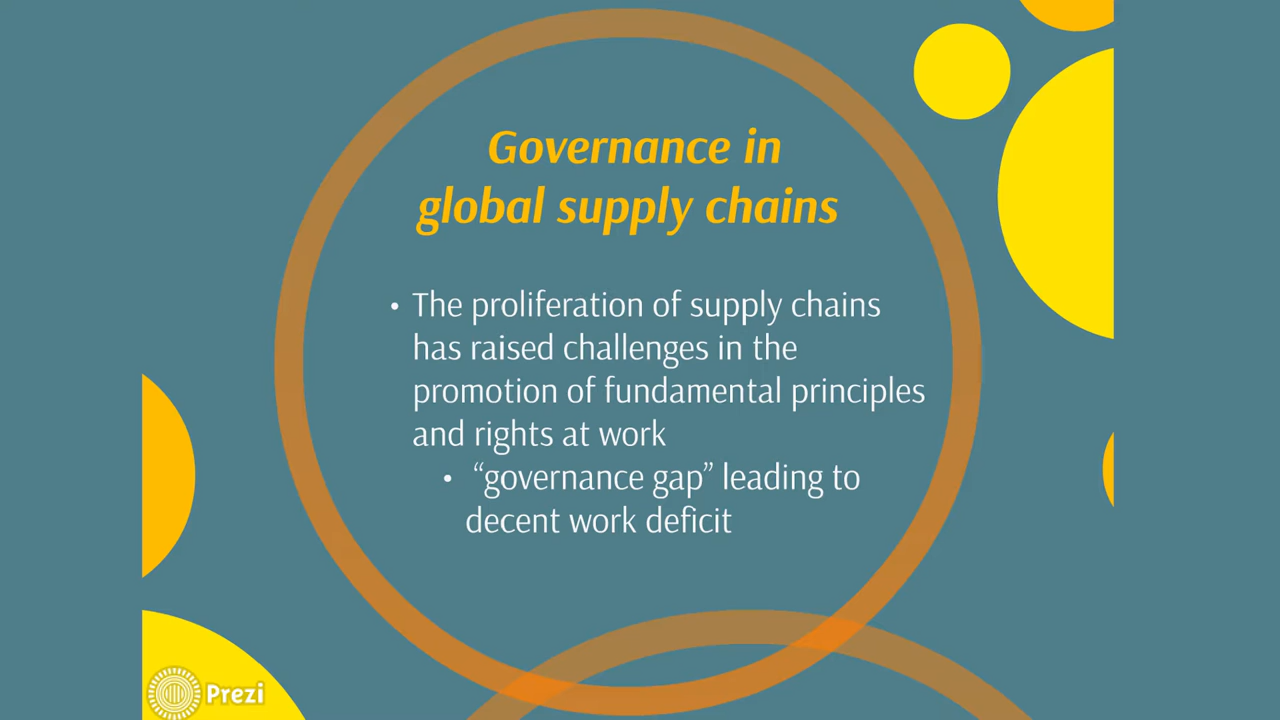 Governance in
global supply chains
• The proliferation of supply chains
has raised challenges in the
promotion of fundamental principles
and rights at work
• “governance gap” leading to
decent work deficit
Prezi